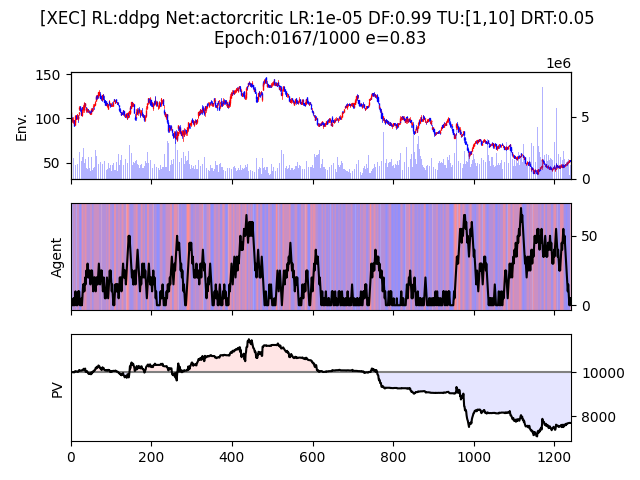 [XEC] RL:ddpg Net:actorcritic LR:1e-05 DF:0.99 TU:[1,10] DRT:0.05
Epoch:0167/1000 e=0.83
1e6
150
100
50
Env.
5
0
Agent
50
0
PV
10000
8000
0 200 400 600 800 1000 1200